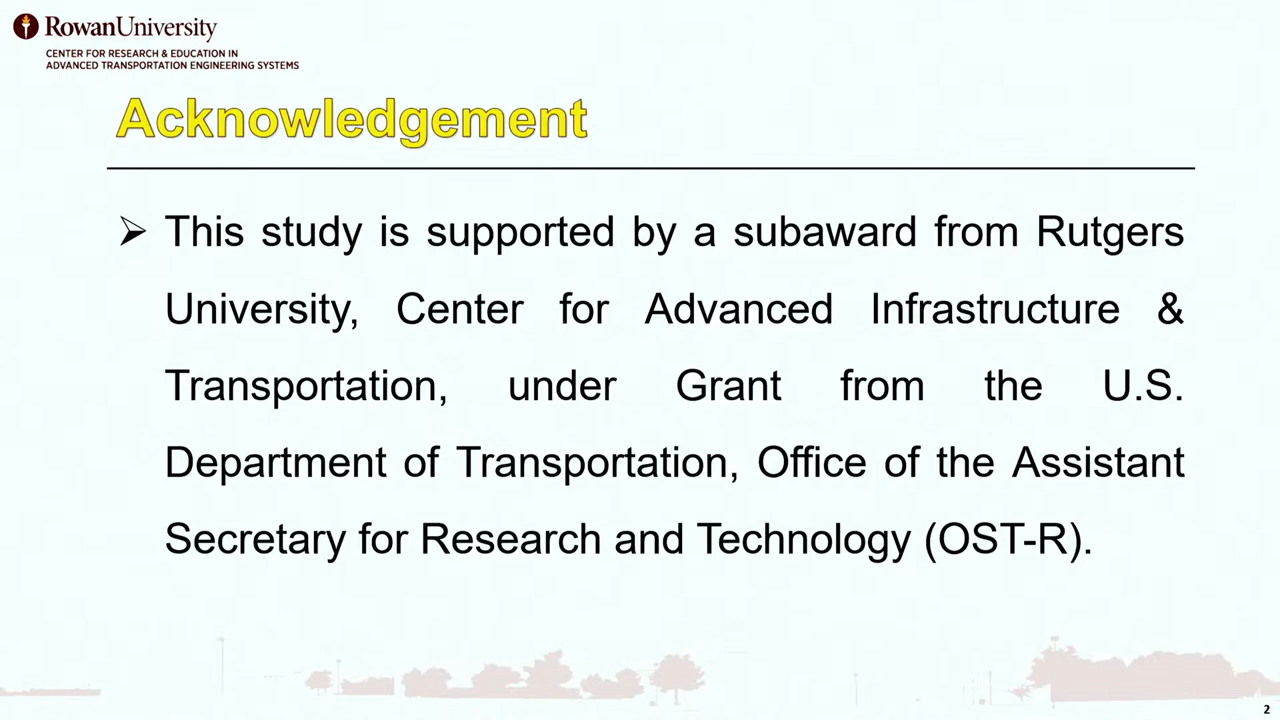 RowanUniversity
CENTER FOR RESEARCH & EDUCATION IN
ADVANCED TRANSPORTATION ENGINEERING SYSTEMS
Acknowledgement
➢ This study is supported by a subaward from Rutgers
University, Center for Advanced Infrastructure &
Transportation, under Grant from the U.S.
Department of Transportation, Office of the Assistant
Secretary for Research and Technology (OST-R).
2